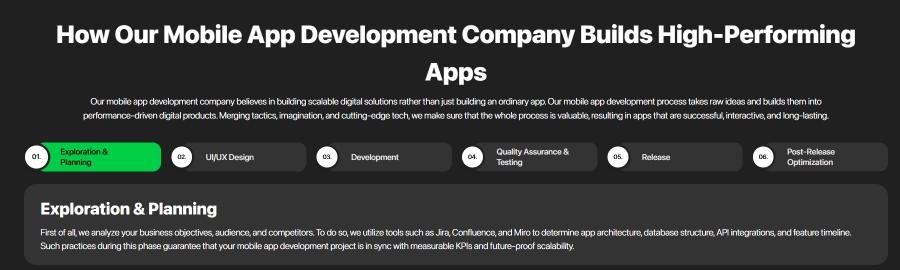 How Our Mobile App Development Company Builds High-Performing
Apps
Our mobile app development company believes in building scalable digital solutions rather than just building an ordinary app. Our mobile app development process takes raw ideas and builds them into
performance-driven digital products. Merging tactics, imagination, and cutting-edge tech, we make sure that the whole process is valuable, resulting in apps that are successful, interactive, and long-lasting.
01.
Exploration &
Planning
02.
UI/UX Design
03.
Development
04.
Quality Assurance &
Testing
05.
Release
06.
Post-Release
Optimization
Exploration & Planning
First of all, we analyze your business objectives, audience, and competitors. To do so, we utilize tools such as Jira, Confluence, and Miro to determine app architecture, database structure, API integrations, and feature timeline.
Such practices during this phase guarantee that your mobile app development project is in sync with measurable KPIs and future-proof scalability.